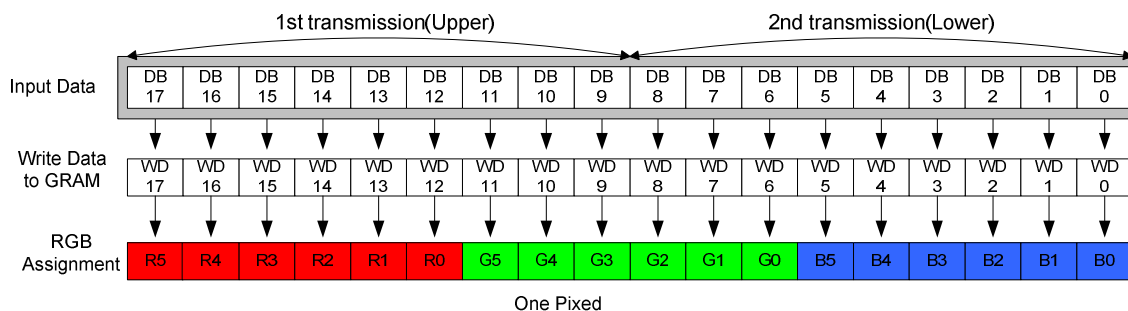 1st transmission(Upper) 2nd transmission(Lower)
Input Data DB 17 DB 16 DB 15 DB 14 DB 13 DB 12 DB 11 DB 10 DB 9 DB 8 DB 7 DB 6 DB 5 DB 4 DB 3 DB 2 DB 1 DB 0
Write Data to GRAM WD 17 WD 16 WD 15 WD 14 WD 13 WD 12 WD 11 WD 10 WD 9 WD 8 WD 7 WD 6 WD 5 WD 4 WD 3 WD 2 WD 1 WD 0
RGB Assignment R5 R4 R3 R2 R1 R0 G5 G4 G3 G2 G1 G0 B5 B4 B3 B2 B1 B0
One Pixed